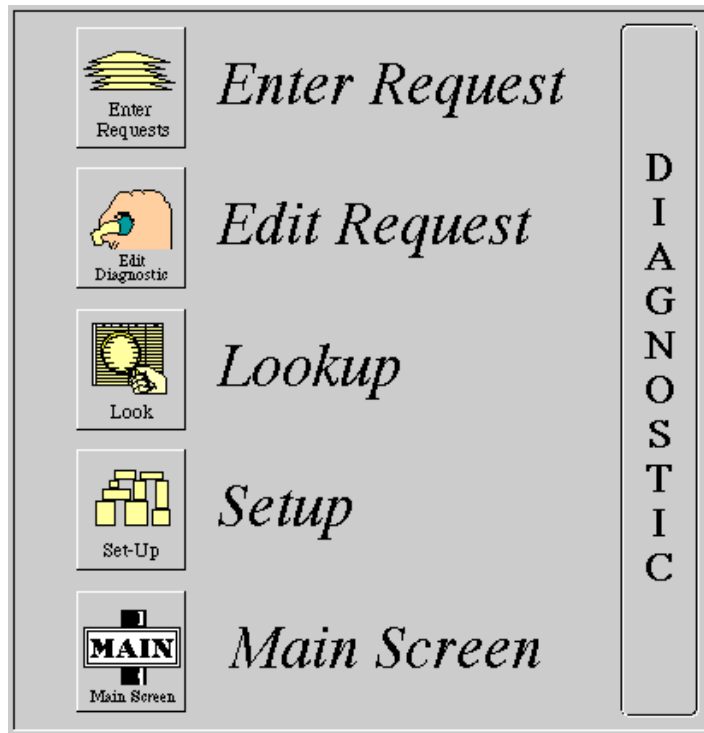 Enter
Requests
Enter Request
Edit
Diagnostic
Edit Request
Look
Lookup
Set-Up
Setup
MAIN
Main Screen
Main Screen
DIAGNOSTIC